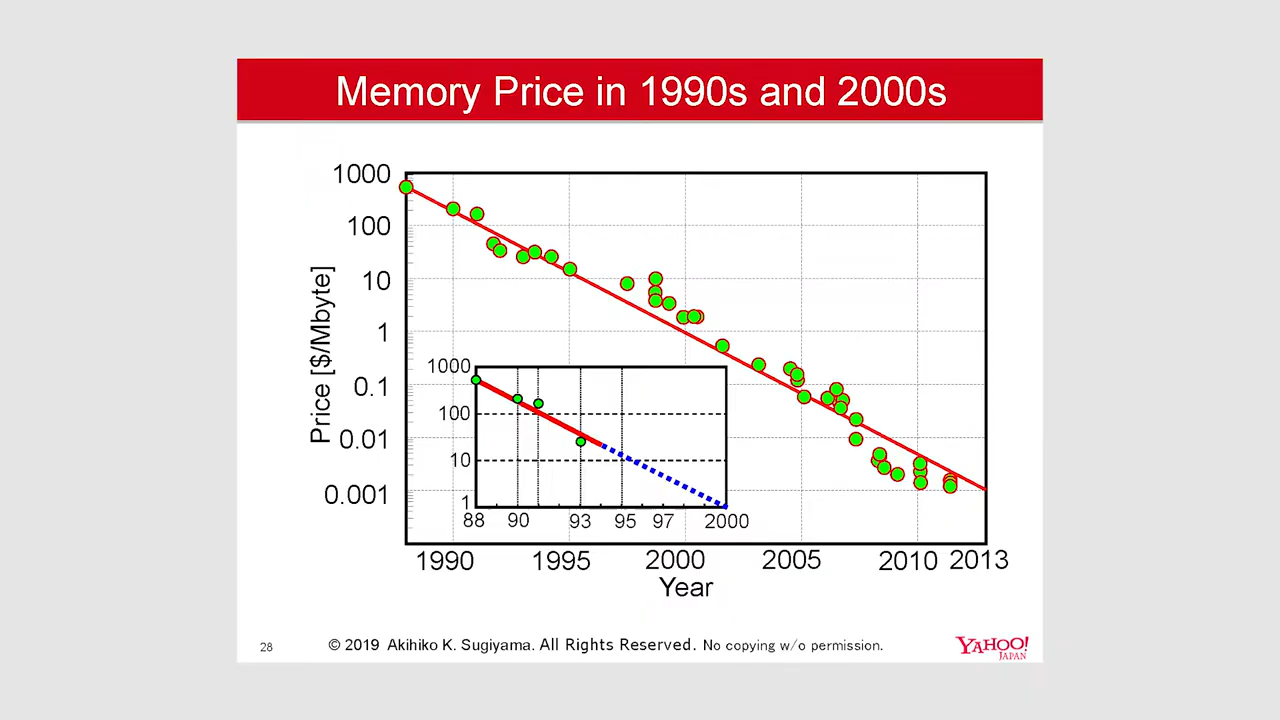 Memory Price in 1990s and 2000s
1000
100
10
1
0.1
0.01
0.001
Price [$/Mbyte]
1000
100
10
1
88 90 93 95 97 2000
1990 1995 2000 2005 2010 2013
Year
28
© 2019 Akihiko K. Sugiyama. All Rights Reserved. No copying w/o permission.
YAHOO!
JAPAN